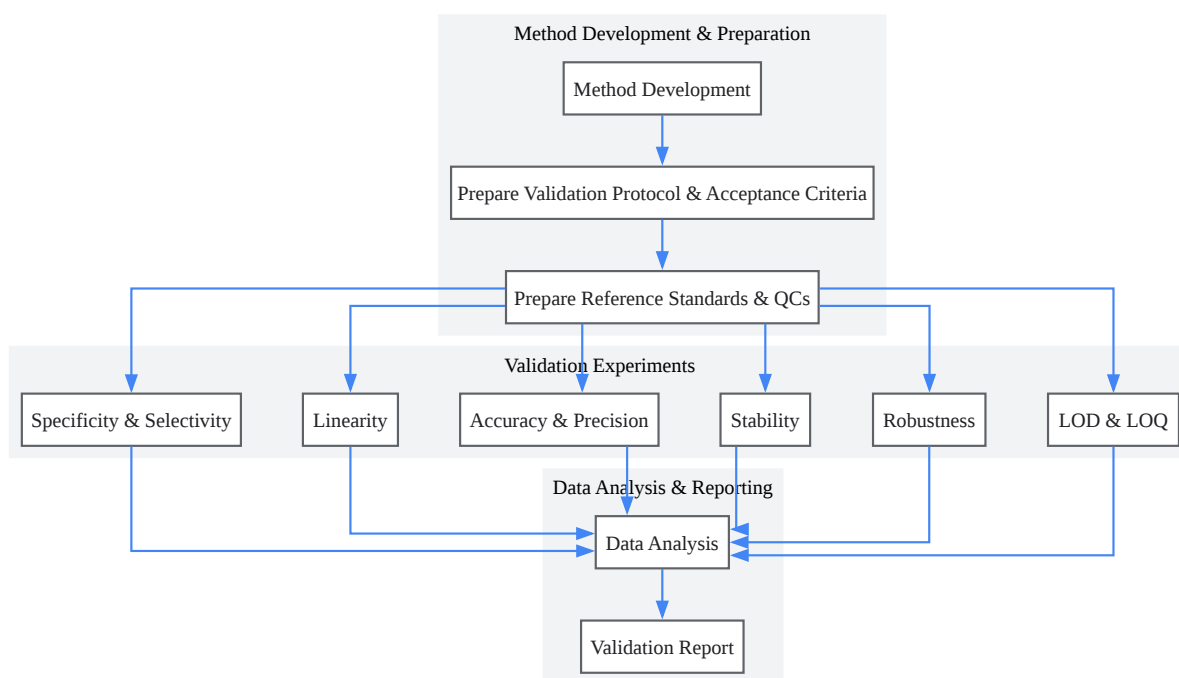 Method Development & Preparation
Method Development
Prepare Validation Protocol & Acceptance Criteria
Prepare Reference Standards & QCs
Validation Experiments
Specificity & Selectivity
Linearity
Accuracy & Precision
Stability
Robustness
LOD & LOQ
Data Analysis & Reporting
Data Analysis
Validation Report